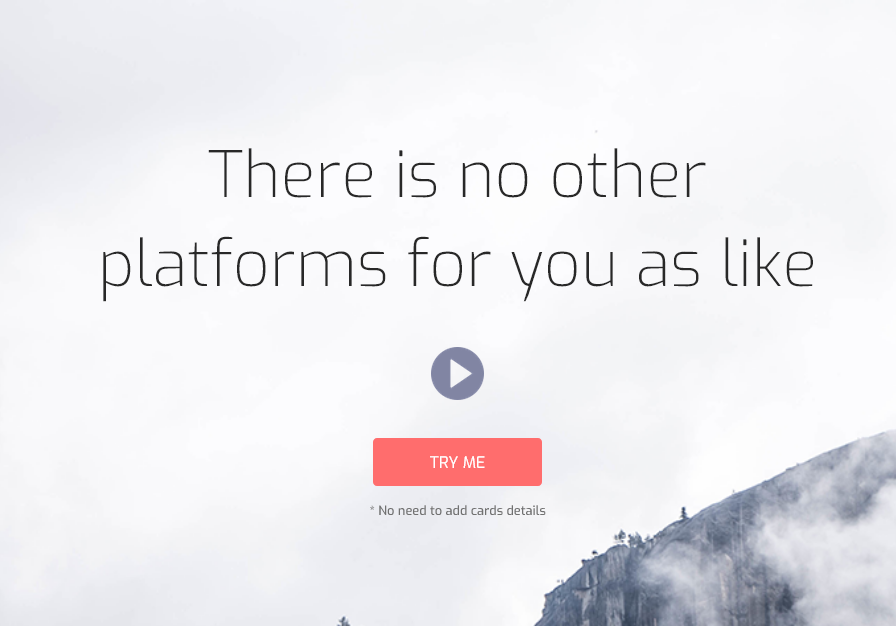 There is no other
platforms for you as like
TRY ME
* No need to add cards details